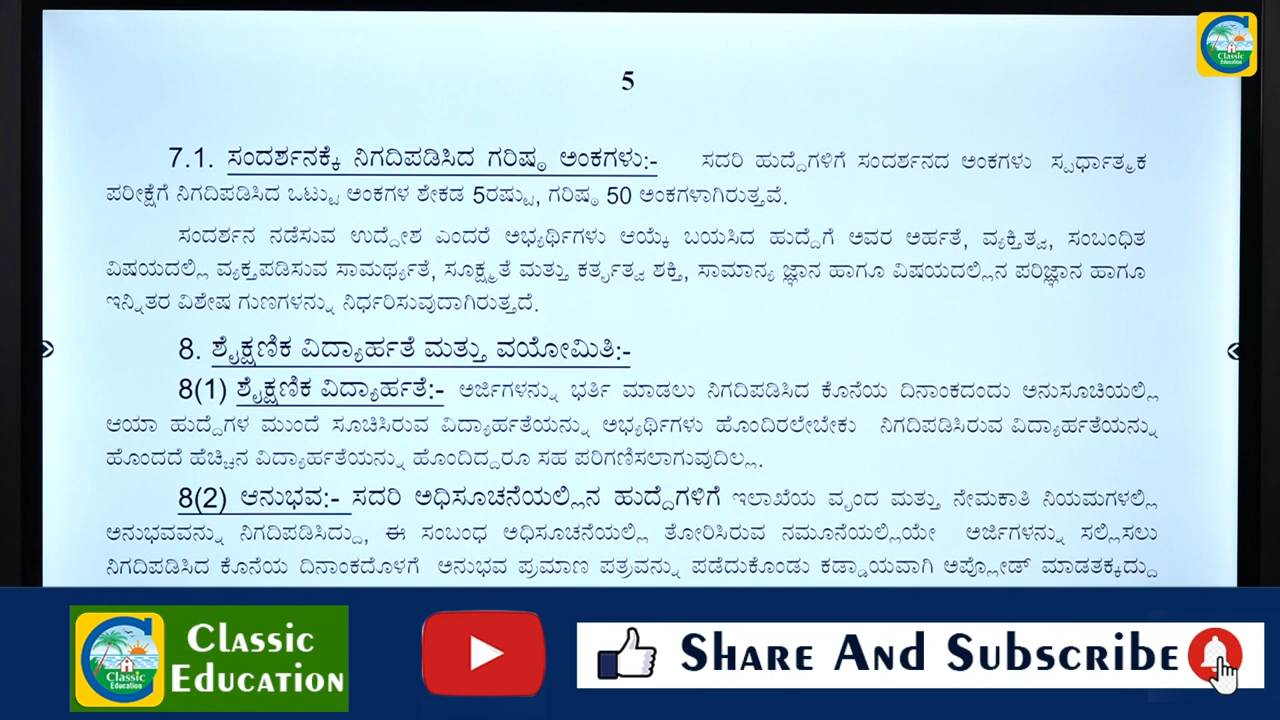 Classic
Education
5
7.1. ಸಂದರ್ಶನಕ್ಕೆ ನಿಗದಿಪಡಿಸಿದ ಗರಿಷ್ಠ ಅಂಕಗಳು:- ಸದರಿ ಹುದ್ದೆಗಳಿಗೆ ಸಂದರ್ಶನದ ಅಂಕಗಳು ಸ್ಪರ್ಧಾತ್ಮಕ
ಪರೀಕ್ಷೆಗೆ ನಿಗದಿಪಡಿಸಿದ ಒಟ್ಟು ಅಂಕಗಳ ಶೇಕಡ 5ರಷ್ಟು, ಗರಿಷ್ಠ 50 ಅಂಕಗಳಾಗಿರುತ್ತವೆ.
ಸಂದರ್ಶನ ನಡೆಸುವ ಉದ್ದೇಶ ಎಂದರೆ ಅಭ್ಯರ್ಥಿಗಳು ಆಯ್ಕೆ ಬಯಸಿದ ಹುದ್ದೆಗೆ ಅವರ ಅರ್ಹತೆ, ವ್ಯಕ್ತಿತ್ವ, ಸಂಬಂಧಿತ
ವಿಷಯದಲ್ಲಿ ವ್ಯಕ್ತಪಡಿಸುವ ಸಾಮರ್ಥ್ಯತೆ, ಸೂಕ್ಷ್ಮತೆ ಮತ್ತು ಕರ್ತೃತ್ವ ಶಕ್ತಿ, ಸಾಮಾನ್ಯ ಜ್ಞಾನ ಹಾಗೂ ವಿಷಯದಲ್ಲಿನ ಪರಿಜ್ಞಾನ ಹಾಗೂ
ಇನ್ನಿತರ ವಿಶೇಷ ಗುಣಗಳನ್ನು ನಿರ್ಧರಿಸುವುದಾಗಿರುತ್ತದೆ.
8. ಶೈಕ್ಷಣಿಕ ವಿದ್ಯಾರ್ಹತೆ ಮತ್ತು ವಯೋಮಿತಿ:-
8(1) ಶೈಕ್ಷಣಿಕ ವಿದ್ಯಾರ್ಹತೆ:- ಅರ್ಜಿಗಳನ್ನು ಭರ್ತಿ ಮಾಡಲು ನಿಗದಿಪಡಿಸಿದ ಕೊನೆಯ ದಿನಾಂಕದಂದು ಅನುಸೂಚಿಯಲ್ಲಿ
ಆಯಾ ಹುದ್ದೆಗಳ ಮುಂದೆ ಸೂಚಿಸಿರುವ ವಿದ್ಯಾರ್ಹತೆಯನ್ನು ಅಭ್ಯರ್ಥಿಗಳು ಹೊಂದಿರಲೇಬೇಕು ನಿಗದಿಪಡಿಸಿರುವ ವಿದ್ಯಾರ್ಹತೆಯನ್ನು
ಹೊಂದದೆ ಹೆಚ್ಚಿನ ವಿದ್ಯಾರ್ಹತೆಯನ್ನು ಹೊಂದಿದ್ದರೂ ಸಹ ಪರಿಗಣಿಸಲಾಗುವುದಿಲ್ಲ.
8(2) ಆನುಭವ:- ಸದರಿ ಅಧಿಸೂಚನೆಯಲ್ಲಿನ ಹುದ್ದೆಗಳಿಗೆ ಇಲಾಖೆಯ ವೃಂದ ಮತ್ತು ನೇಮಕಾತಿ ನಿಯಮಗಳಲ್ಲಿ
ಅನುಭವವನ್ನು ನಿಗದಿಪಡಿಸಿದ್ದು, ಈ ಸಂಬಂಧ ಅಧಿಸೂಚನೆಯಲ್ಲಿ ತೋರಿಸಿರುವ ನಮೂನೆಯಲ್ಲಿಯೇ ಅರ್ಜಿಗಳನ್ನು ಸಲ್ಲಿಸಲು
ನಿಗದಿಪಡಿಸಿದ ಕೊನೆಯ ದಿನಾಂಕದೊಳಗೆ ಅನುಭವ ಪ್ರಮಾಣ ಪತ್ರವನ್ನು ಪಡೆದುಕೊಂಡು ಕಡ್ಡಾಯವಾಗಿ ಅಪ್ಲೋಡ್ ಮಾಡತಕ್ಕದ್ದು
Classic
Education
Classic
Education
Share And Subscribe